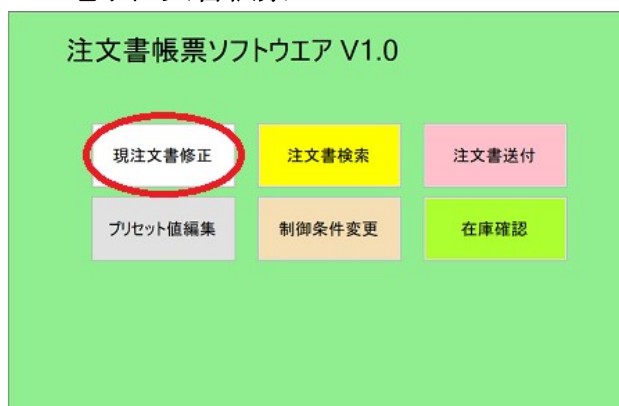 注文書帳票ソフトウエア V1.0
現注文書修正
注文書検索
注文書送付
プリセット値編集
制御条件変更
在庫確認